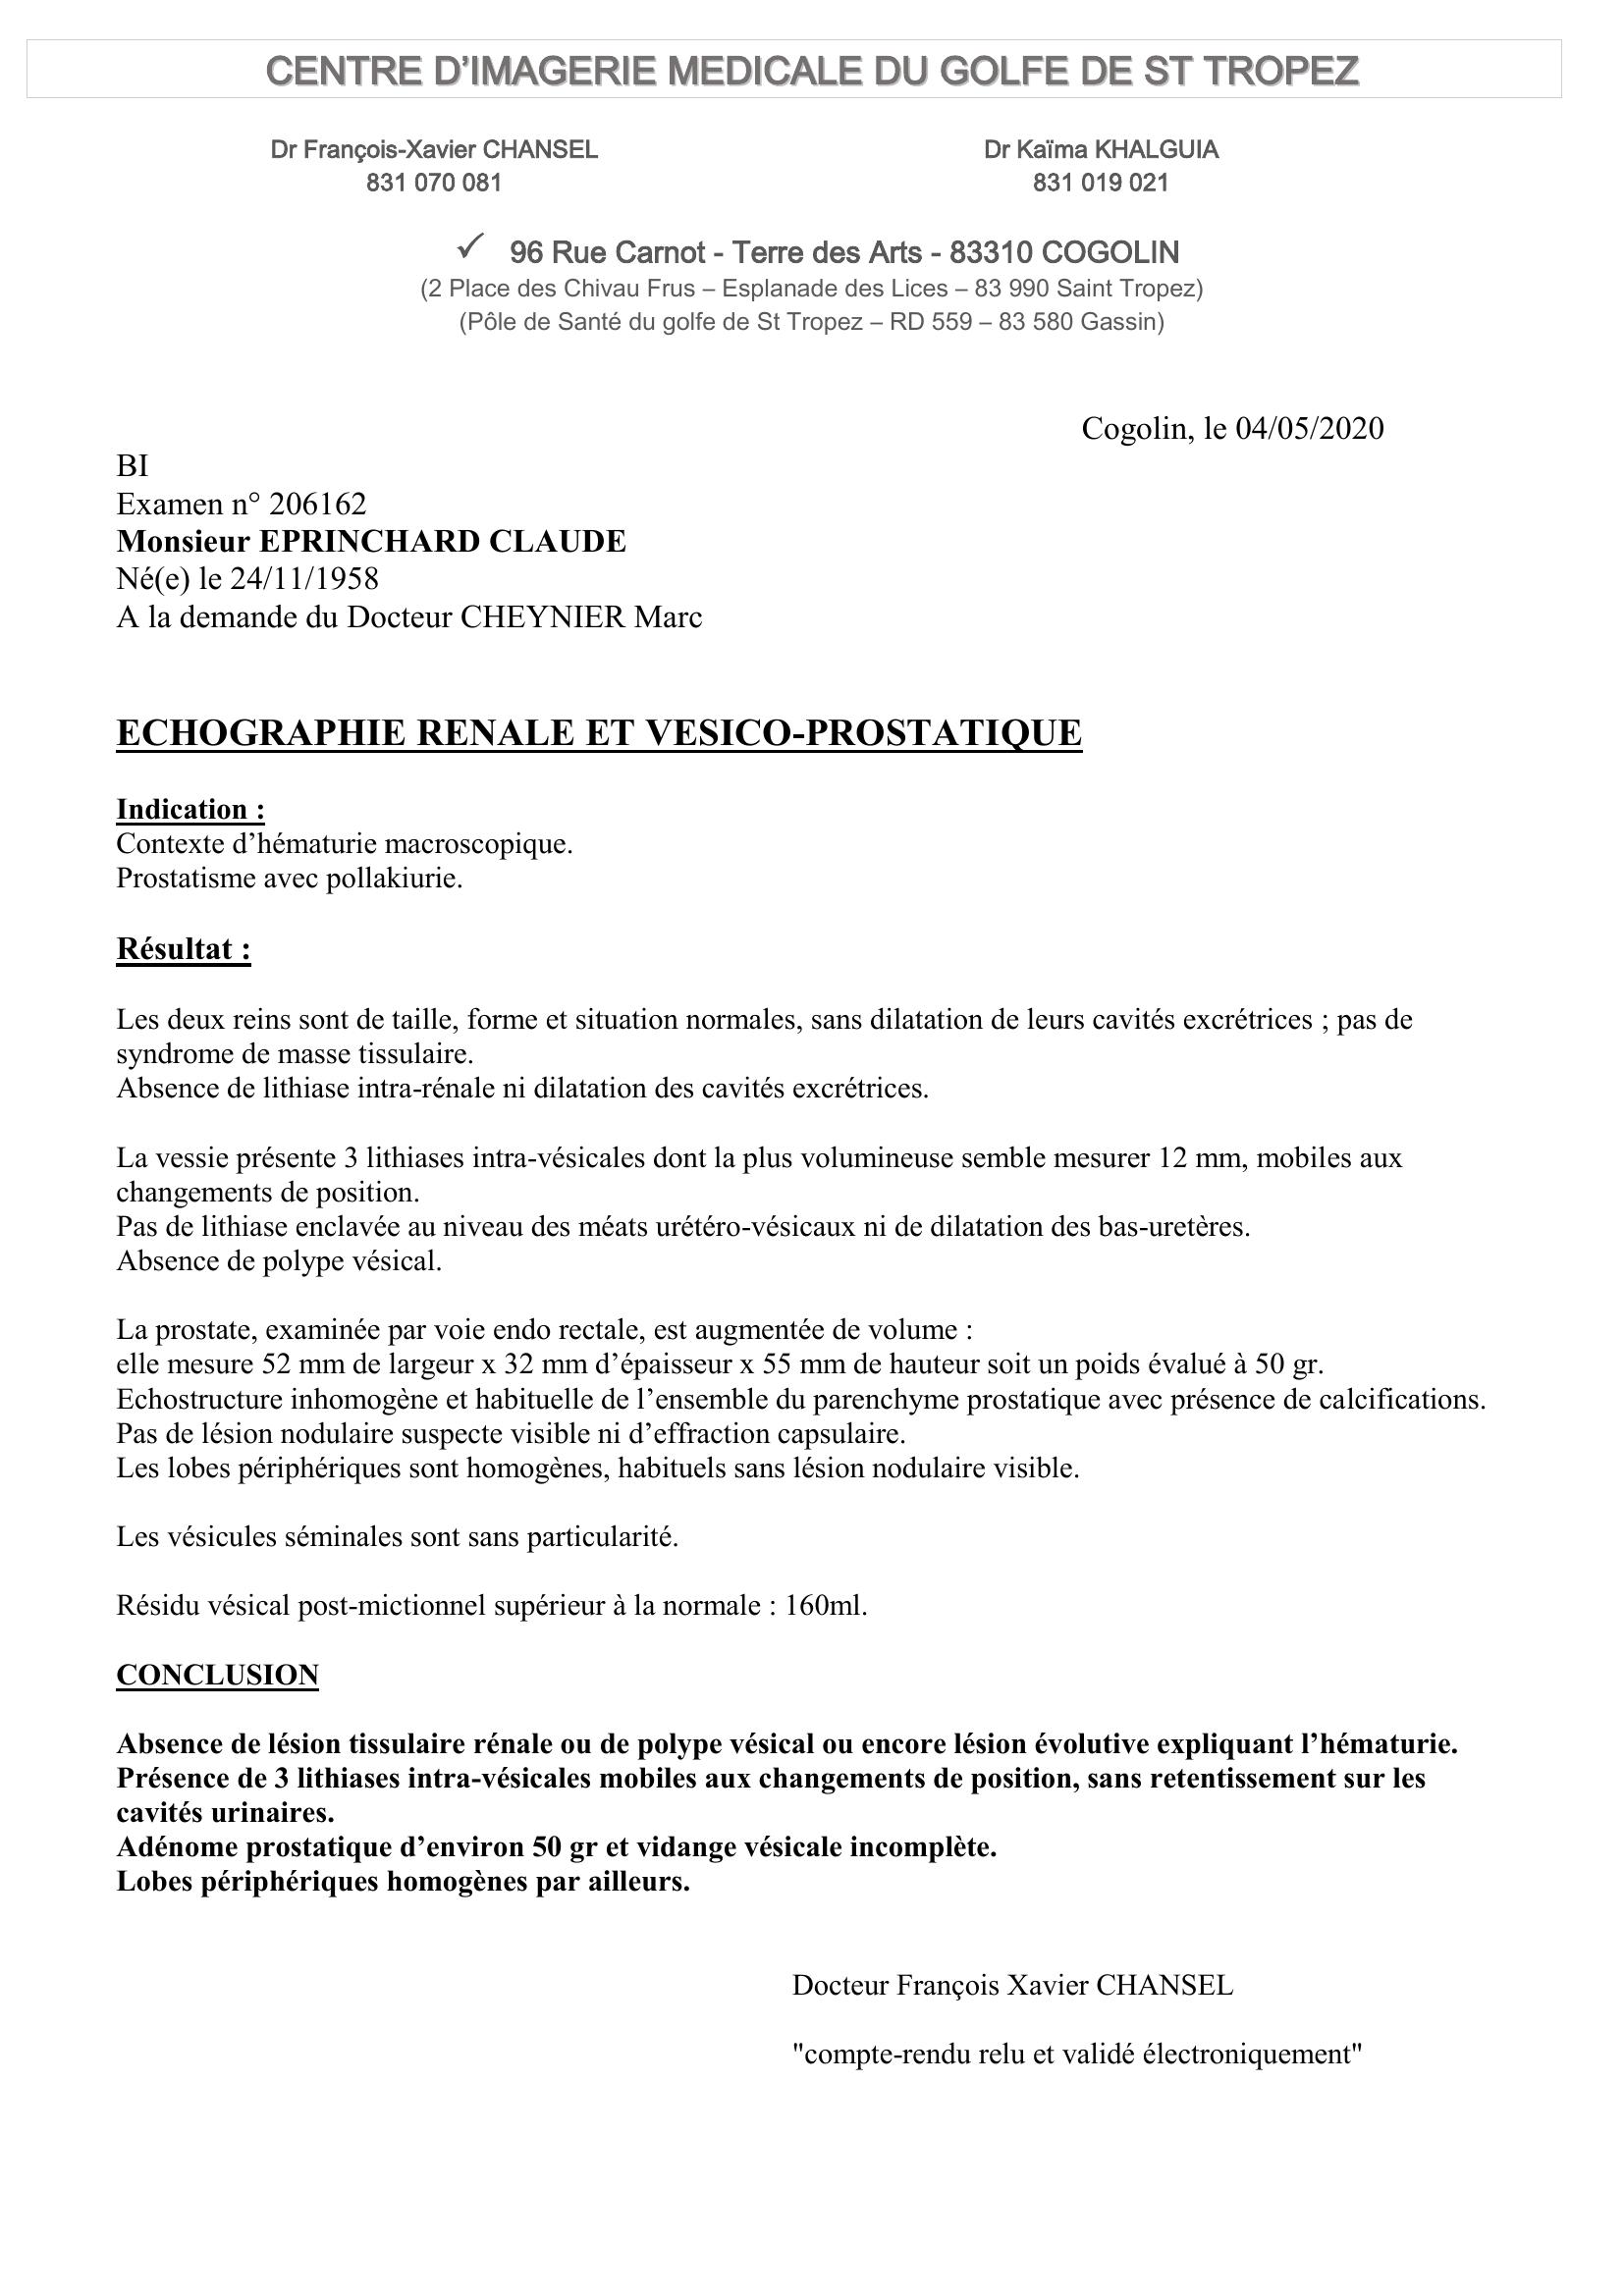 CENTRE D’IMAGERIE MEDICALE DU GOLFE DE ST TROPEZ
Dr François-Xavier CHANSEL
831 070 081
Dr Kaïma KHALGUIA
831 019 021
✓ 96 Rue Carnot - Terre des Arts - 83310 COGOLIN
(2 Place des Chivau Frus – Esplanade des Lices – 83 990 Saint Tropez)
(Pôle de Santé du golfe de St Tropez – RD 559 – 83 580 Gassin)
Cogolin, le 04/05/2020
BI
Examen n° 206162
Monsieur EPRINCHARD CLAUDE
Né(e) le 24/11/1958
A la demande du Docteur CHEYNIER Marc
ECHOGRAPHIE RENALE ET VESICO-PROSTATIQUE
Indication :
Contexte d’hématurie macroscopique.
Prostatisme avec pollakiurie.
Résultat :
Les deux reins sont de taille, forme et situation normales, sans dilatation de leurs cavités excrétrices ; pas de
syndrome de masse tissulaire.
Absence de lithiase intra-rénale ni dilatation des cavités excrétrices.
La vessie présente 3 lithiases intra-vésicales dont la plus volumineuse semble mesurer 12 mm, mobiles aux
changements de position.
Pas de lithiase enclavée au niveau des méats urétéro-vésicaux ni de dilatation des bas-uretères.
Absence de polype vésical.
La prostate, examinée par voie endo rectale, est augmentée de volume :
elle mesure 52 mm de largeur x 32 mm d’épaisseur x 55 mm de hauteur soit un poids évalué à 50 gr.
Echostructure inhomogène et habituelle de l’ensemble du parenchyme prostatique avec présence de calcifications.
Pas de lésion nodulaire suspecte visible ni d’effraction capsulaire.
Les lobes périphériques sont homogènes, habituels sans lésion nodulaire visible.
Les vésicules séminales sont sans particularité.
Résidu vésical post-mictionnel supérieur à la normale : 160ml.
CONCLUSION
Absence de lésion tissulaire rénale ou de polype vésical ou encore lésion évolutive expliquant l’hématurie.
Présence de 3 lithiases intra-vésicales mobiles aux changements de position, sans retentissement sur les
cavités urinaires.
Adénome prostatique d’environ 50 gr et vidange vésicale incomplète.
Lobes périphériques homogènes par ailleurs.
Docteur François Xavier CHANSEL
"compte-rendu relu et validé électroniquement"